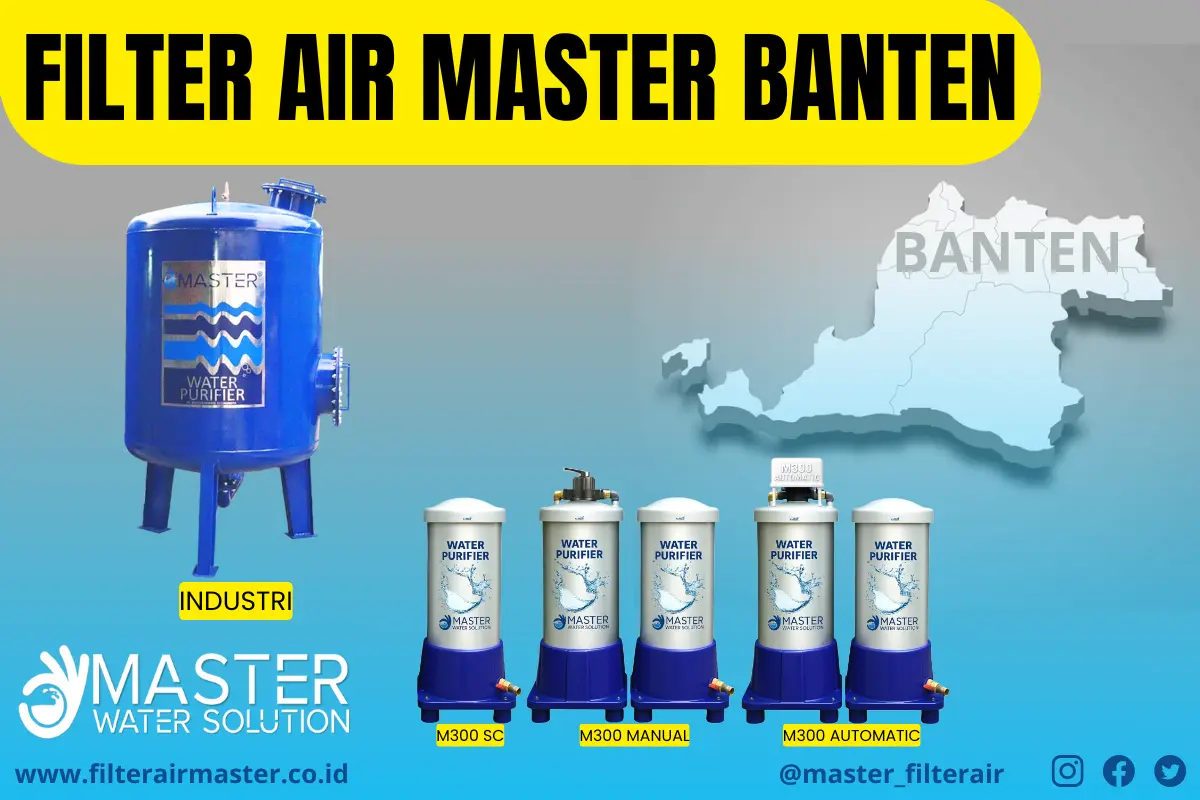 FILTER AIR MASTER BANTEN
BANTEN
MASTER®
WATER
PURIFIER
INDUSTRI
M300
AUTOMATIC
WATER
PURIFIER
MASTER
WATER SOLUTION
WATER
PURIFIER
MASTER
WATER SOLUTION
WATER
PURIFIER
MASTER
WATER SOLUTION
WATER
PURIFIER
MASTER
WATER SOLUTION
WATER
PURIFIER
MASTER
WATER SOLUTION
M300 SC
M300 MANUAL
M300 AUTOMATIC
MASTER
WATER SOLUTION
www.filterairmaster.co.id
@master_filterair